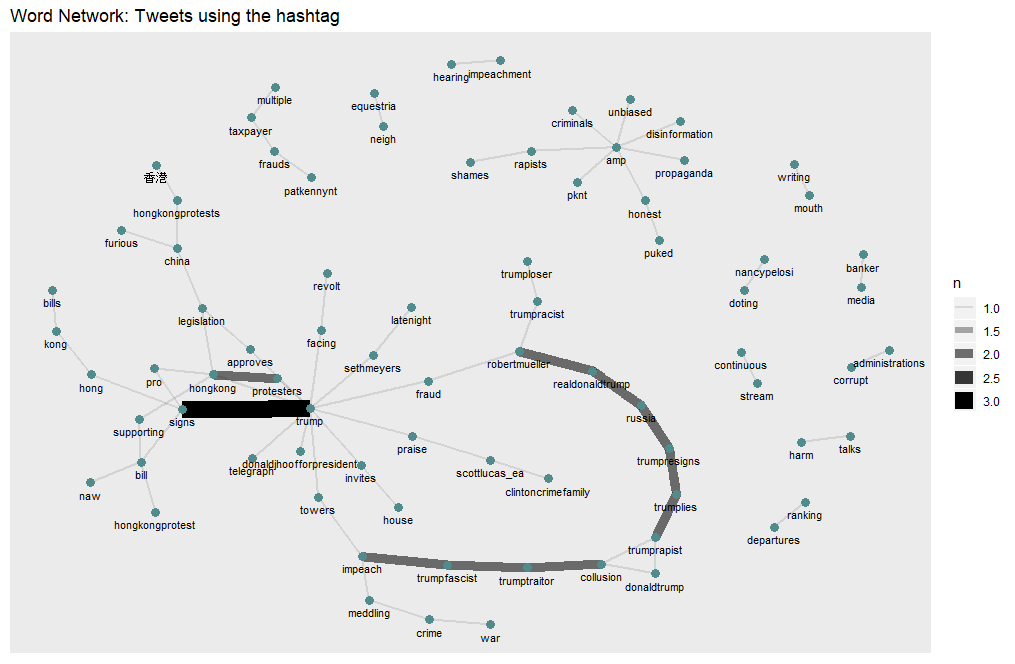 Word Network: Tweets using the hashtag
hearing
impeachment
multiple
equestria
unbiased
criminals
taxpayer
disinformation
neigh
frauds
amp
rapists
propaganda
shames
香港
writing
patkennynt
pknt
mouth
hongkongprotests
honest
furious
puked
china
trumploser
nancypelosi
banker
revolt
bills
doting
media
trumpracist
legislation
latenight
kong
facing
approves
robertmueller
administrations
sethmeyers
continuous
corrupt
pro
realdonaldtrump
hong
hongkong
protesters
fraud
stream
signs
trump
russia
supporting
praise
harm
talks
trumpresigns
telegraph
donaldjhoofforpresident
bill
invites
scottlucas_ea
clintoncrimefamily
naw
trumplies
towers
house
ranking
hongkongprotest
departures
trumprapist
impeach
trumpfascist
trumptraitor
collusion
donaldtrump
meddling
crime
war
n
1.0
1.5
2.0
2.5
3.0